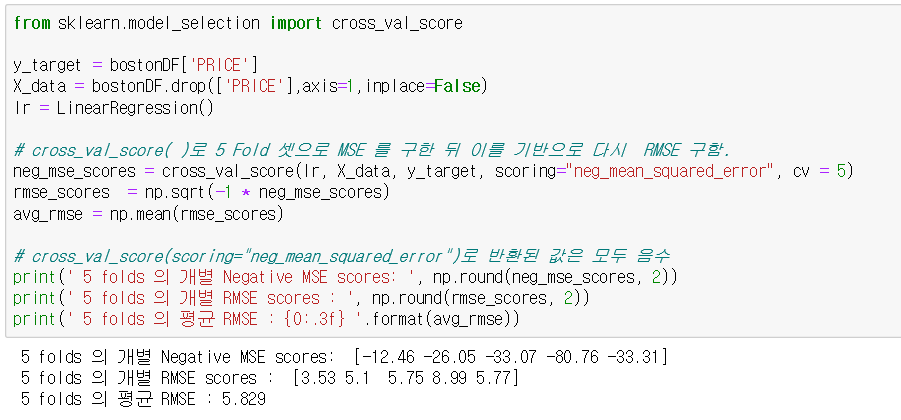 from sklearn.model_selection import cross_val_score
y_target = bostonDF['PRICE']
X_data = bostonDF.drop(['PRICE'],axis=1,inplace=False)
lr = LinearRegression()
# cross_val_score( )로 5 Fold 셋으로 MSE 를 구한 뒤 이를 기반으로 다시  RMSE 구함.
neg_mse_scores = cross_val_score(lr, X_data, y_target, scoring="neg_mean_squared_error", cv = 5)
rmse_scores  = np.sqrt(-1 * neg_mse_scores)
avg_rmse = np.mean(rmse_scores)
# cross_val_score(scoring="neg_mean_squared_error")로 반환된 값은 모두 음수
print(' 5 folds 의 개별 Negative MSE scores: ', np.round(neg_mse_scores, 2))
print(' 5 folds 의 개별 RMSE scores : ', np.round(rmse_scores, 2))
print(' 5 folds 의 평균 RMSE : {0:.3f} '.format(avg_rmse))
5 folds 의 개별 Negative MSE scores:  [-12.46 -26.05 -33.07 -80.76 -33.31]
5 folds 의 개별 RMSE scores :  [3.53 5.1  5.75 8.99 5.77]
5 folds 의 평균 RMSE : 5.829